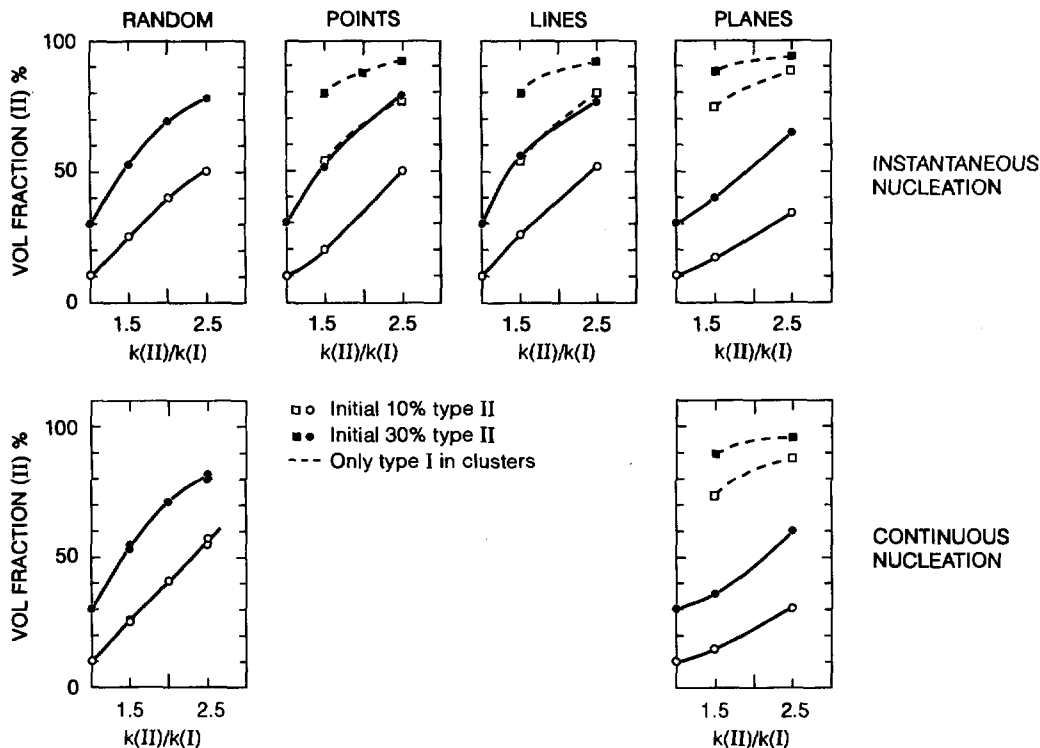 RANDOM POINTS LINES PLANES
VOL FRACTION (II) %
100
50
0
1.5 2.5 1.5 2.5 1.5 2.5 1.5 2.5
k(II)/k(I) k(II)/k(I) k(II)/k(I) k(II)/k(I)
INSTANTANEOUS
NUCLEATION
VOL FRACTION (II) %
100
50
0
1.5 2.5
k(II)/k(I)
Initial 10% type II
Initial 30% type II
Only type I in clusters
1.5 2.5
k(II)/k(I)
CONTINUOUS
NUCLEATION